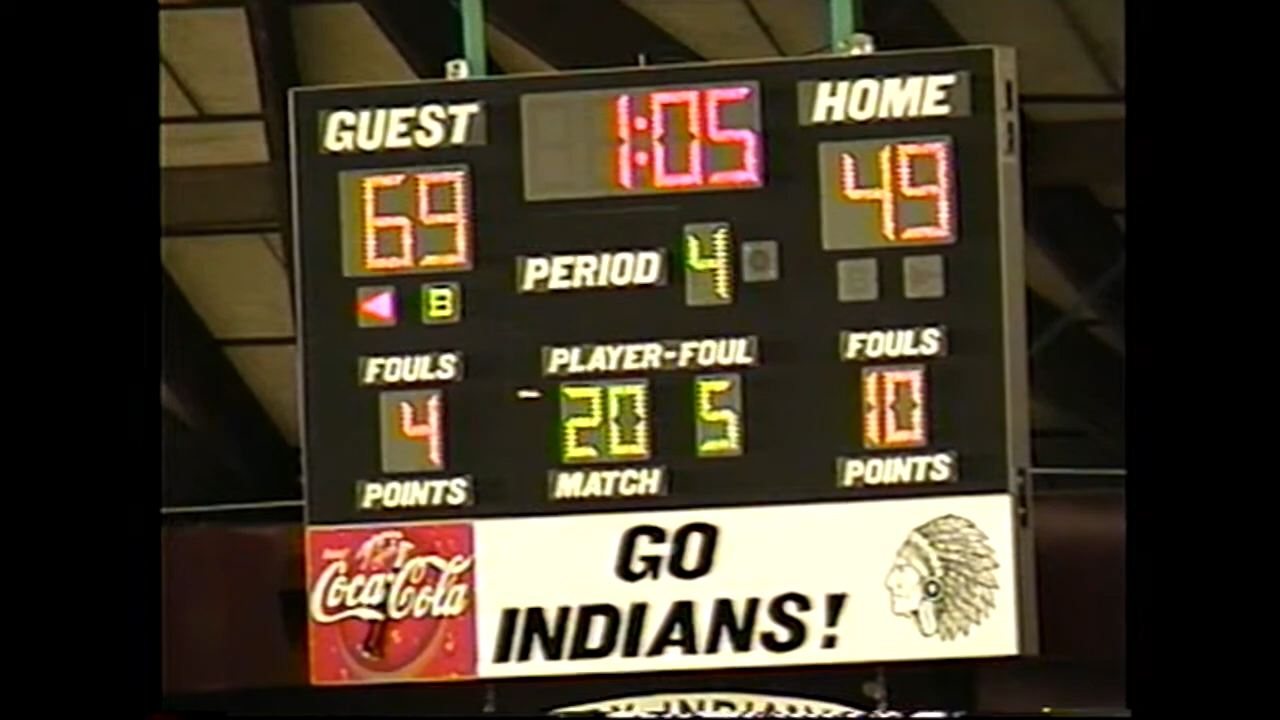 GUEST 1:05 HOME
69 49
PERIOD 4
B
FOULS PLAYER-FOUL FOULS
4 20 5 10
POINTS MATCH POINTS
Coca-Cola
GO
INDIANS!
INDIANS